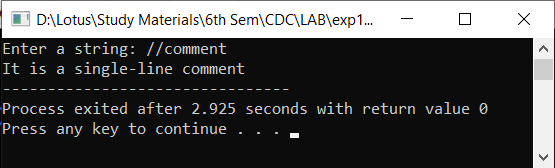 D:\Lotus\Study Materials\6th Sem\CDC\LAB\exp1...
Enter a string: //comment
It is a single-line comment
--------------------------------
Process exited after 2.925 seconds with return value 0
Press any key to continue . . .